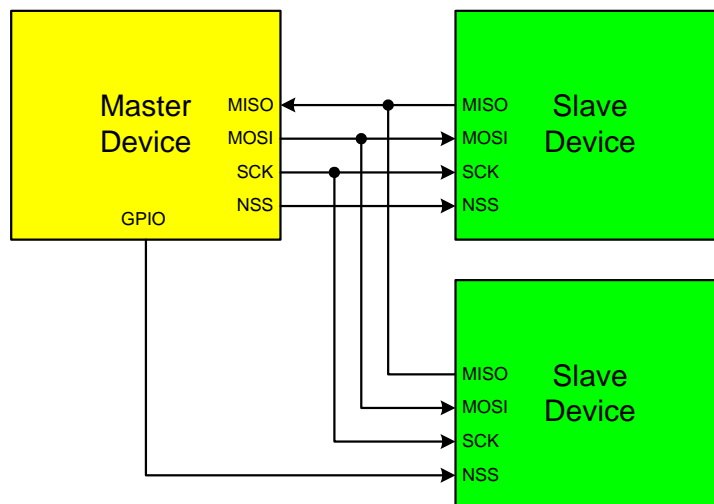 Master
Device
MISO
MOSI
SCK
NSS
GPIO
MISO
MOSI
SCK
NSS
Slave
Device
MISO
MOSI
SCK
NSS
Slave
Device